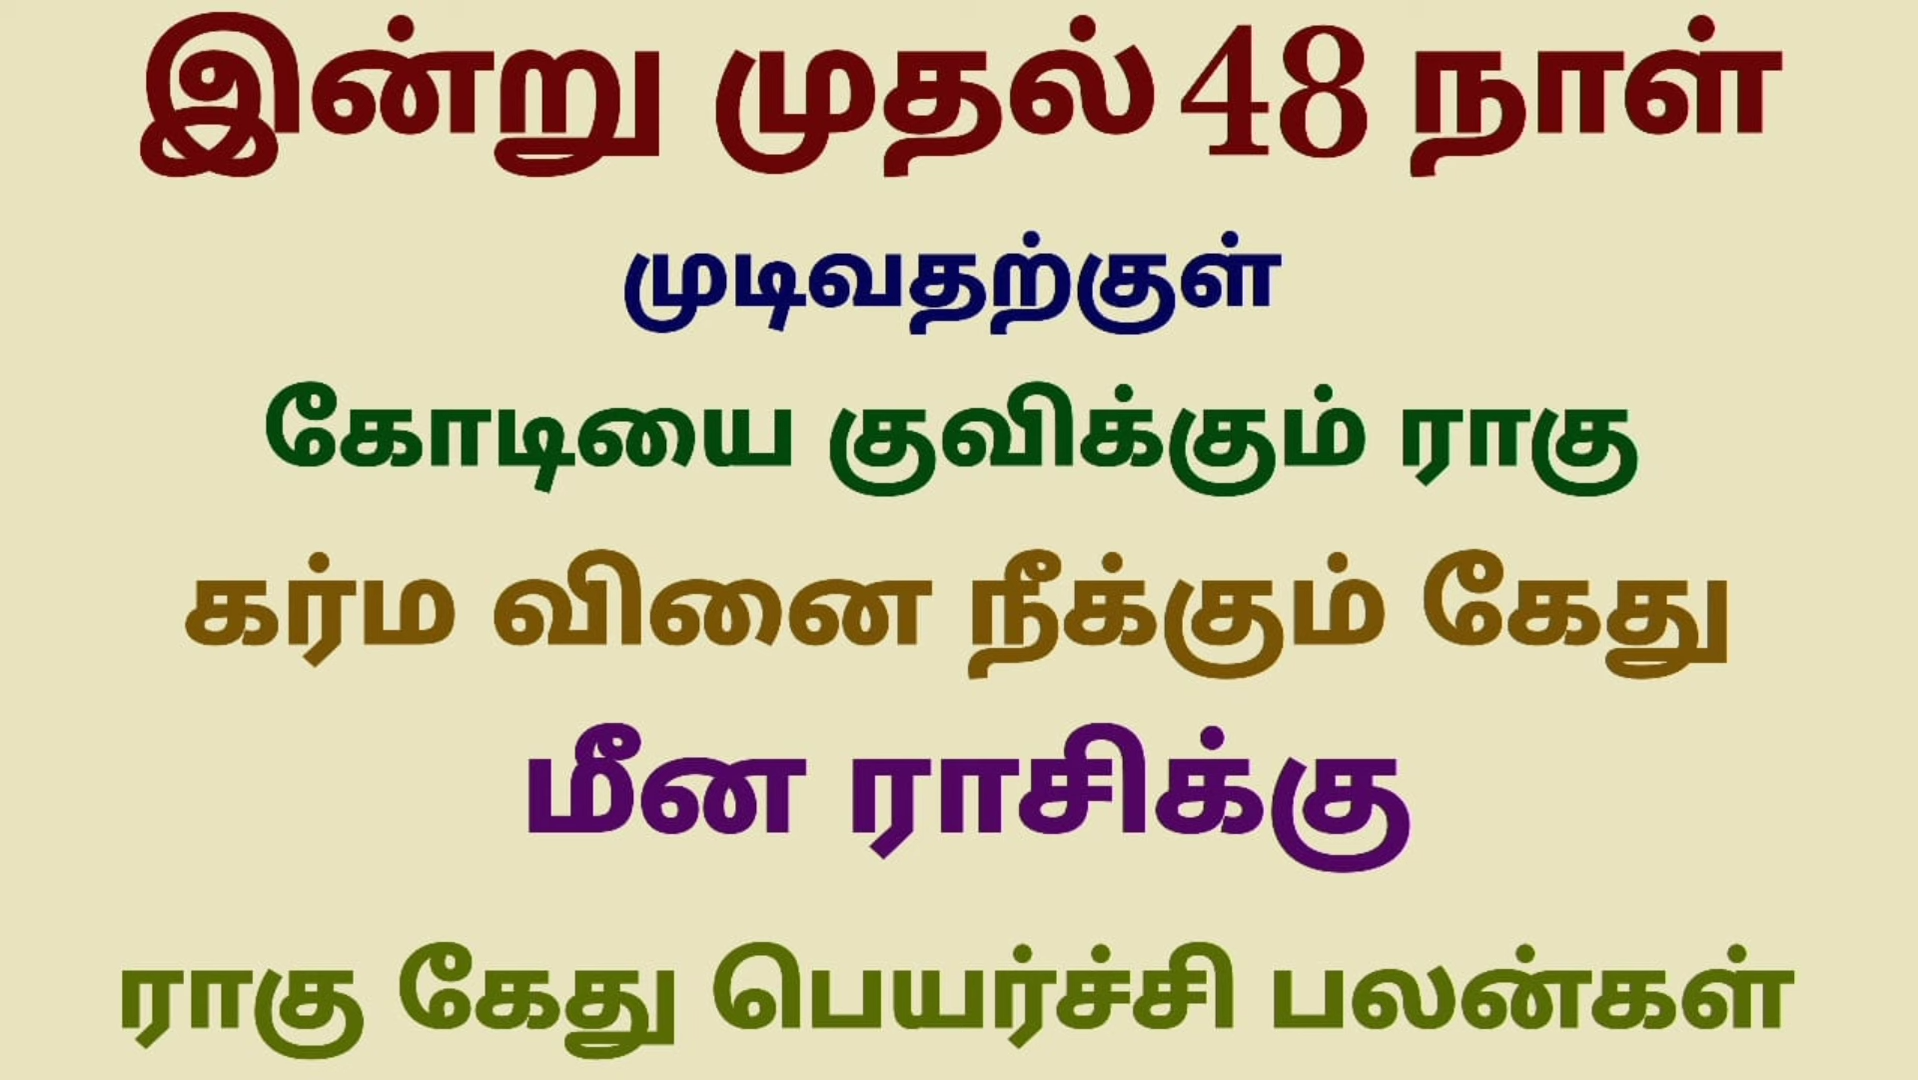 இன்று முதல் 48 நாள்
முடிவதற்குள்
கோடியை குவிக்கும் ராகு
கர்ம வினை நீக்கும் கேது
மீன ராசிக்கு
ராகு கேது பெயர்ச்சி பலன்கள்